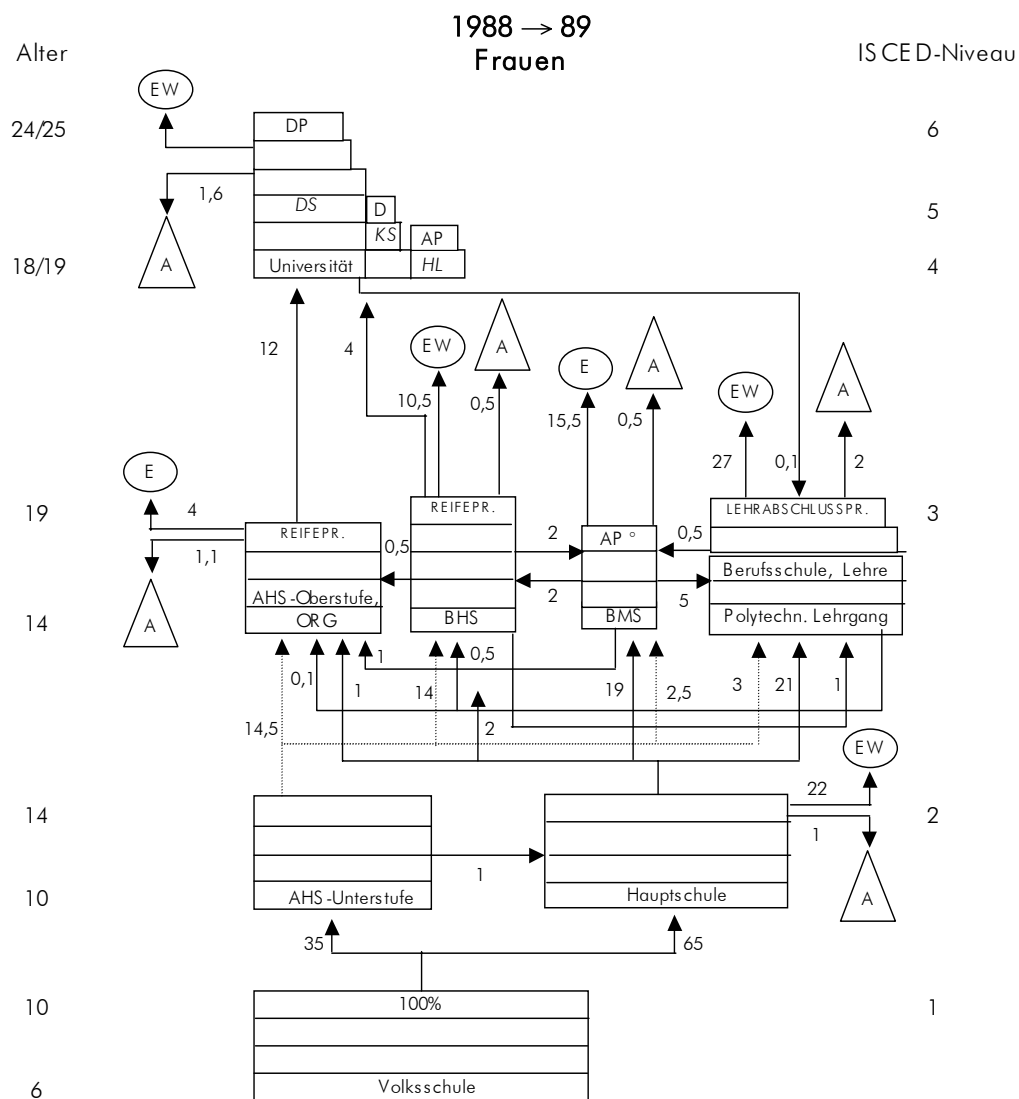 1988 → 89
Frauen
Alter
ISCED-Niveau
EW
24/25
DP
6
1,6
DS
D
5
KS
AP
A
18/19
Universität
HL
4
12
4
EW
A
E
A
EW
A
10,5
0,5
15,5
0,5
27
0,1
2
E
19
4
REIFEPR.
REIFEPR.
LEHRABSCHLUSSPR.
3
1,1
0,5
2
AP °
0,5
Berufsschule, Lehre
AHS-Oberstufe,
2
5
14
A
ORG
BHS
BMS
Polytechn. Lehrgang
1
0,5
0,1
1
14
19
2,5
3
21
1
14,5
2
EW
22
14
2
1
1
10
AHS-Unterstufe
Hauptschule
A
35
65
10
100%
1
6
Volksschule